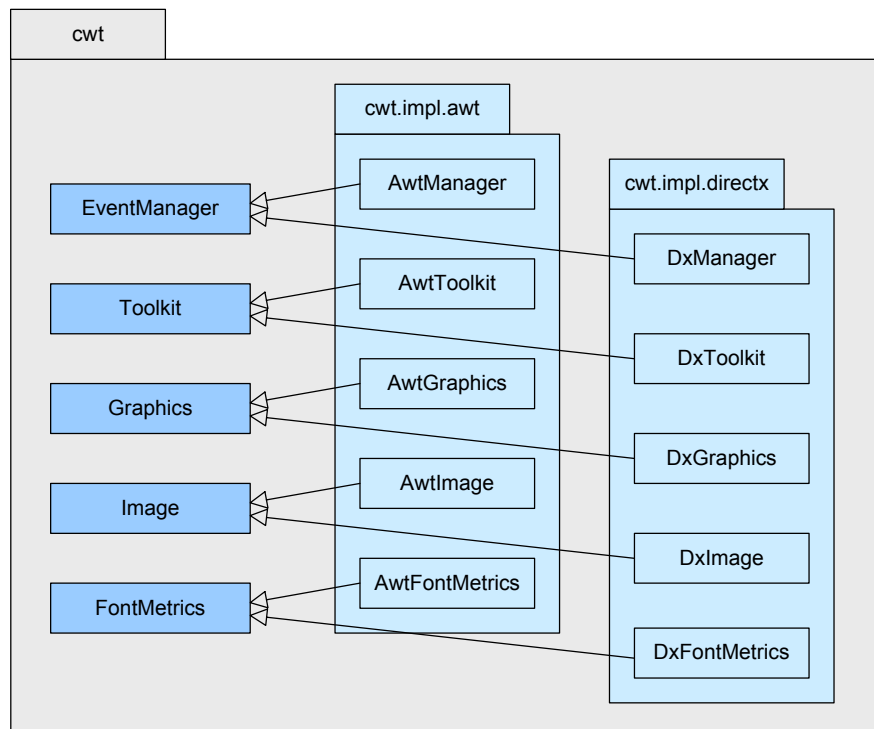 cwt
cwt.impl.awt
cwt.impl.directx
EventManager
Toolkit
Graphics
Image
FontMetrics
AwtManager
AwtToolkit
AwtGraphics
AwtImage
AwtFontMetrics
DxManager
DxToolkit
DxGraphics
DxImage
DxFontMetrics